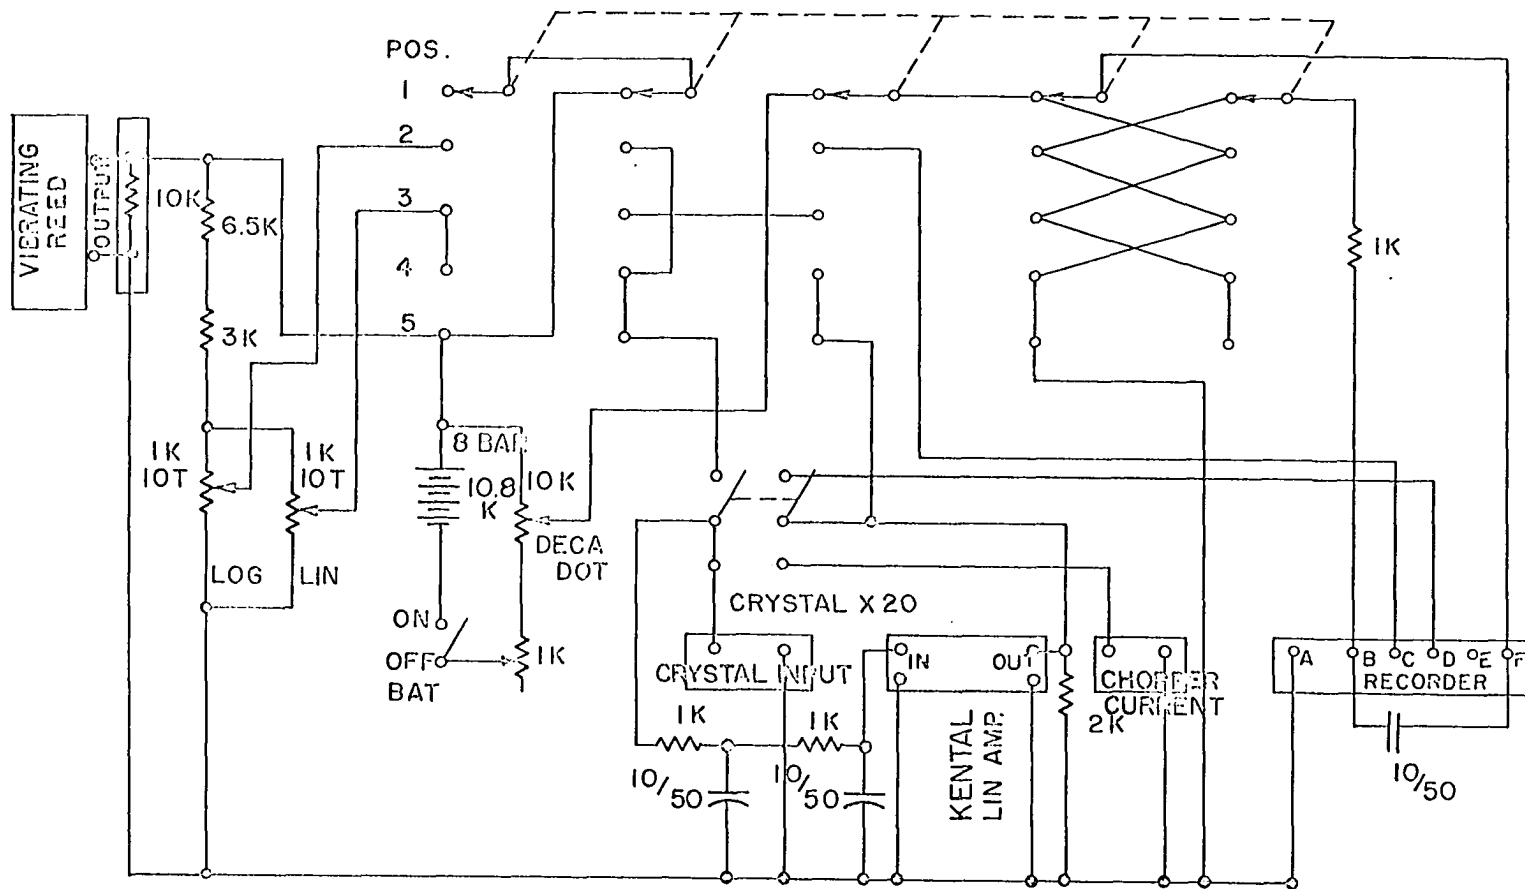 POS.
1
2
3
4
5
VIBRATING
REED
OUTPUT
10K
6.5K
3K
1K
10T
1K
10T
LOG
LIN
8 BAT
10.8
K
10K
DECA
DOT
ON
OFF
BAT
1K
1K
CRYSTAL X 20
CRYSTAL INPUT
IN
OUT
CHOPPER
CURRENT
A
B
C
D
E
F
RECORDER
1K
1K
2K
10/50
10/50
KENTAL
LIN AMP.
10/50